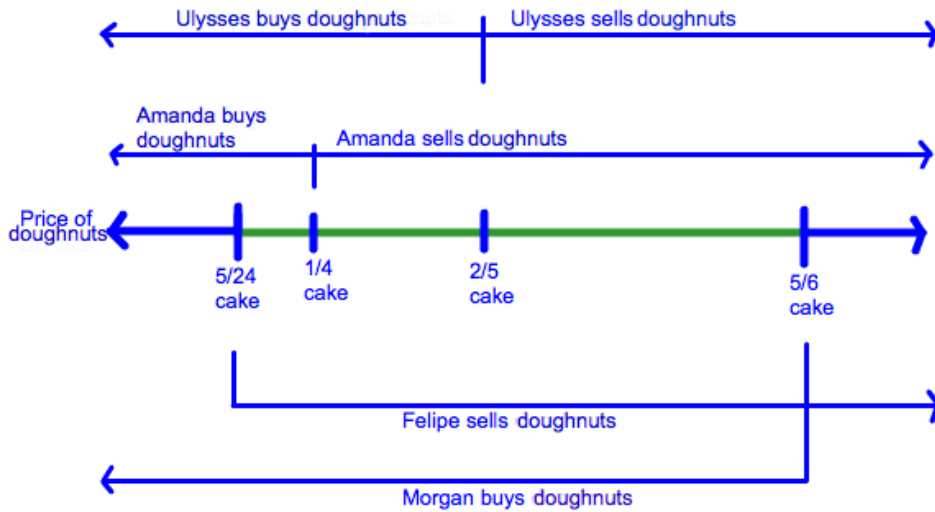 Ulysses buys doughnuts
Ulysses sells doughnuts
Amanda buys
doughnuts
Amanda sells doughnuts
Price of
doughnuts
5/24
cake
1/4
cake
2/5
cake
5/6
cake
Felipe sells doughnuts
Morgan buys doughnuts